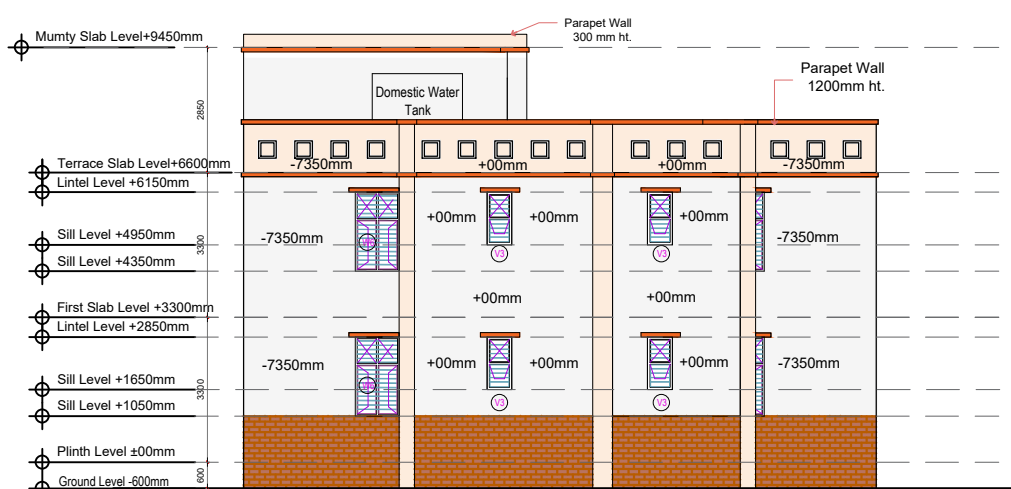 Mumty Slab Level+9450mm
Parapet Wall
300 mm ht.
Parapet Wall
1200mm ht.
Domestic Water
Tank
2850
Terrace Slab Level+6600mm
-7350mm
+00mm
+00mm
-7350mm
Lintel Level +6150mm
+00mm
+00mm
+00mm
-7350mm
-7350mm
Sill Level +4950mm
3300
V3
V3
Sill Level +4350mm
+00mm
+00mm
First Slab Level +3300mm
Lintel Level +2850mm
-7350mm
+00mm
+00mm
+00mm
-7350mm
Sill Level +1650mm
3300
V3
V3
Sill Level +1050mm
Plinth Level ±00mm
600
Ground Level -600mm